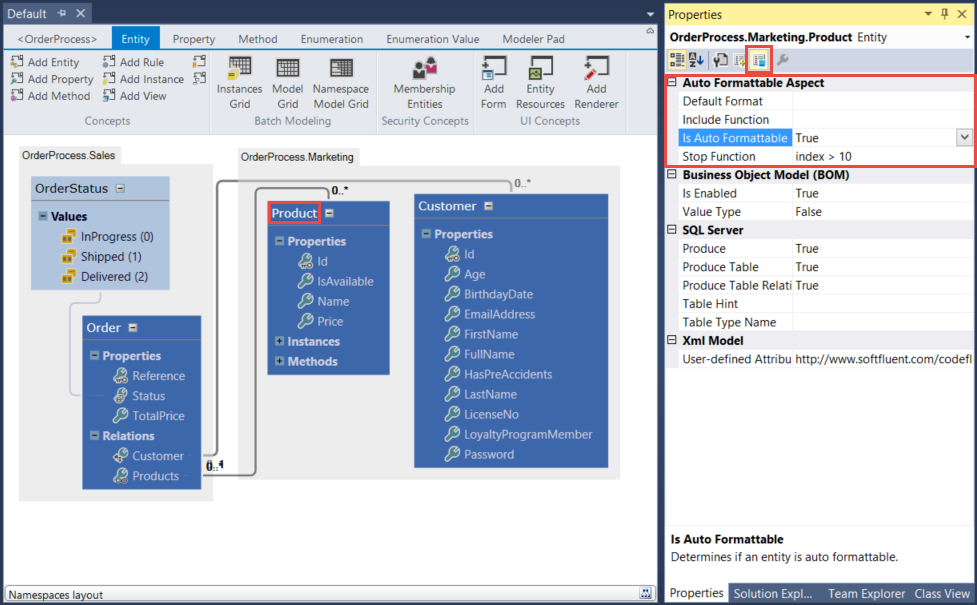 Default
<OrderProcess>
Entity
Property
Method
Enumeration
Enumeration Value
Modeler Pad
Add Entity
Add Property
Add Method
Add Rule
Add Instance
Add View
Concepts
Instances
Grid
Model
Grid
Namespace
Model Grid
Batch Modeling
Membership
Entities
Security Concepts
Add
Form
Entity
Resources
Add
Renderer
UI Concepts
OrderProcess.Sales
OrderStatus
Values
InProgress (0)
Shipped (1)
Delivered (2)
Order
Properties
Reference
Status
TotalPrice
Relations
Customer
Products
OrderProcess.Marketing
0..*
0..*
Product
Properties
Id
IsAvailable
Name
Price
Instances
Methods
Customer
Properties
Id
Age
BirthdayDate
EmailAddress
FirstName
FullName
HasPreAccidents
LastName
LicenseNo
LoyaltyProgramMember
Password
Namespaces layout
Properties
OrderProcess.Marketing.Product Entity
Auto Formattable Aspect
Default Format
Include Function
Is Auto Formattable True
Stop Function index > 10
Business Object Model (BOM)
Is Enabled True
Value Type False
SQL Server
Produce True
Produce Table True
Produce Table Relati True
Table Hint
Table Type Name
Xml Model
User-defined Attribu http://www.softfluent.com/codefl
Is Auto Formattable
Determines if an entity is auto formattable.
Properties
Solution Expl...
Team Explorer
Class View